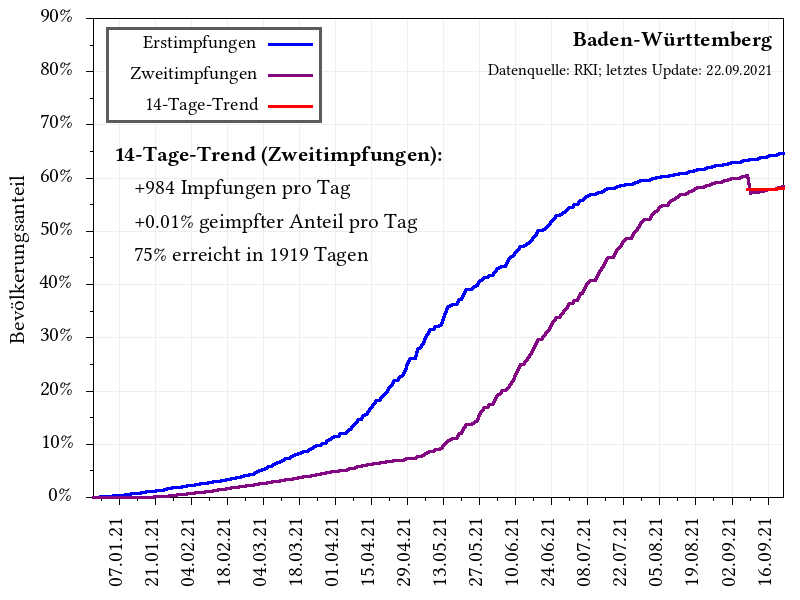 90%
80%
70%
60%
50%
40%
30%
20%
10%
0%
Bevölkerungsanteil
Erstimpfungen
Zweitimpfungen
14-Tage-Trend
Baden-Württemberg
Datenquelle: RKI; letztes Update: 22.09.2021
14-Tage-Trend (Zweitimpfungen):
+984 Impfungen pro Tag
+0.01% geimpfter Anteil pro Tag
75% erreicht in 1919 Tagen
07.01.21
21.01.21
04.02.21
18.02.21
04.03.21
18.03.21
01.04.21
15.04.21
29.04.21
13.05.21
27.05.21
10.06.21
24.06.21
08.07.21
22.07.21
05.08.21
19.08.21
02.09.21
16.09.21